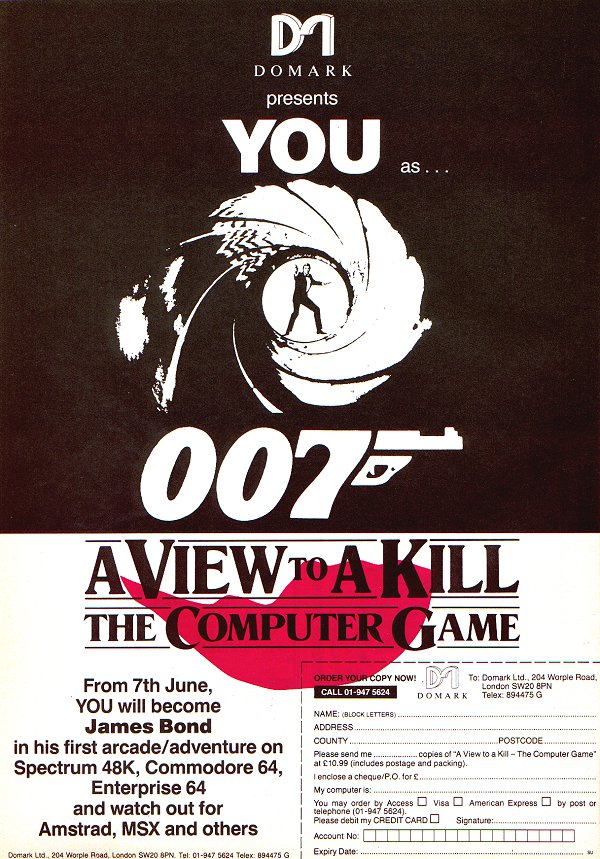 DOMARK
presents
YOU
as...
007
A VIEW TO A KILL
THE COMPUTER GAME
From 7th June,
YOU will become
James Bond
in his first arcade/adventure on
Spectrum 48K, Commodore 64,
Enterprise 64
and watch out for
Amstrad, MSX and others
Domark Ltd., 204 Worple Road, London SW20 8PN. Tel: 01-947 5624 Telex: 894475 G
ORDER YOUR COPY NOW!
CALL 01-947 5624
DOMARK
To: Domark Ltd., 204 Worple Road,
London SW20 8PN
Telex: 894475 G
NAME: (BLOCK LETTERS)
ADDRESS
COUNTY POSTCODE
Please send me copies of "A View to a Kill – The Computer Game"
at £10.99 (includes postage and packing).
I enclose a cheque/P.O. for £
My computer is:
You may order by Access Visa American Express by post or
telephone (01-947 5624).
Please debit my CREDIT CARD Signature:
Account No:
Expiry Date:
SU